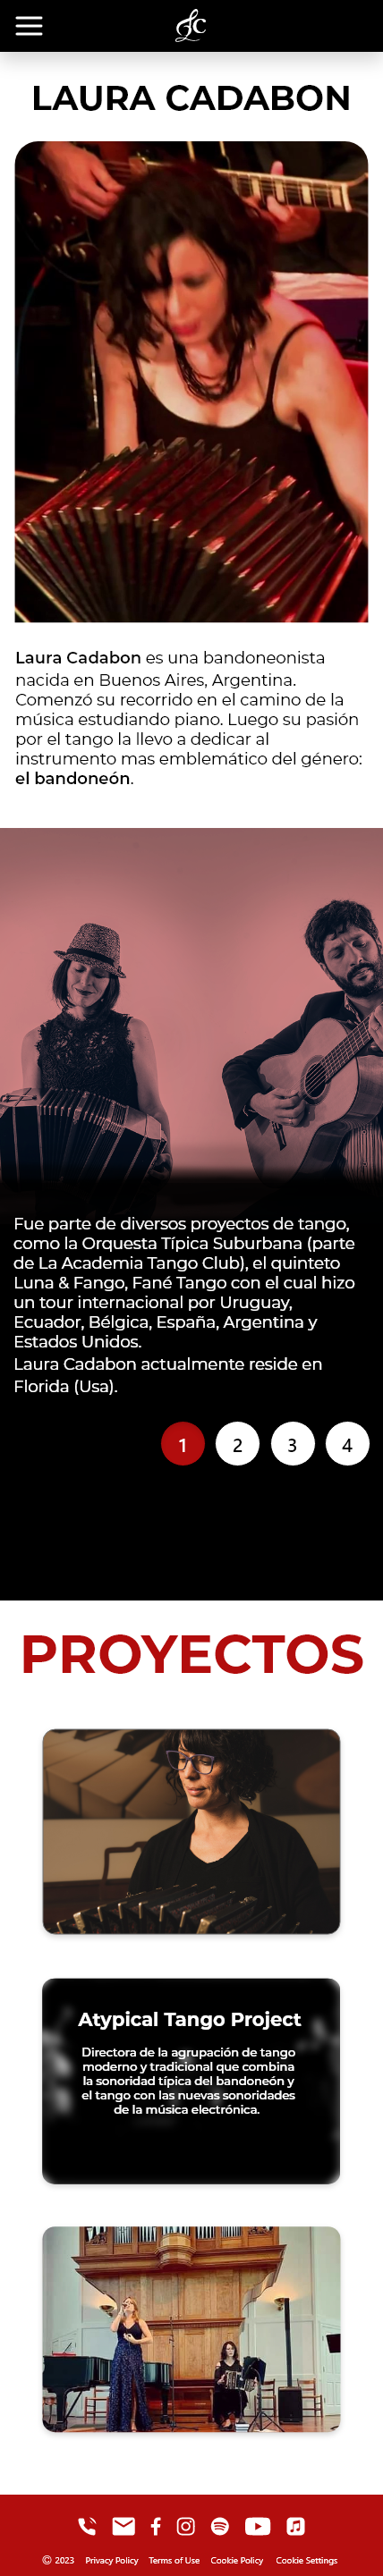 LAURA CADABON
Laura Cadabon es una bandoneonista
nacida en Buenos Aires, Argentina.
Comenzó su recorrido en el camino de la
música estudiando piano. Luego su pasión
por el tango la llevo a dedicar al
instrumento mas emblemático del género:
el bandoneón.
Fue parte de diversos proyectos de tango,
como la Orquesta Típica Suburbana (parte
de La Academia Tango Club), el quinteto
Luna & Fango, Fané Tango con el cual hizo
un tour internacional por Uruguay,
Ecuador, Bélgica, España, Argentina y
Estados Unidos.
Laura Cadabon actualmente reside en
Florida (Usa).
1 2 3 4
PROYECTOS
Atypical Tango Project
Directora de la agrupación de tango
moderno y tradicional que combina
la sonoridad típica del bandoneón y
el tango con las nuevas sonoridades
de la música electrónica.
© 2023 Privacy Policy Terms of Use Cookie Policy Cookie Settings